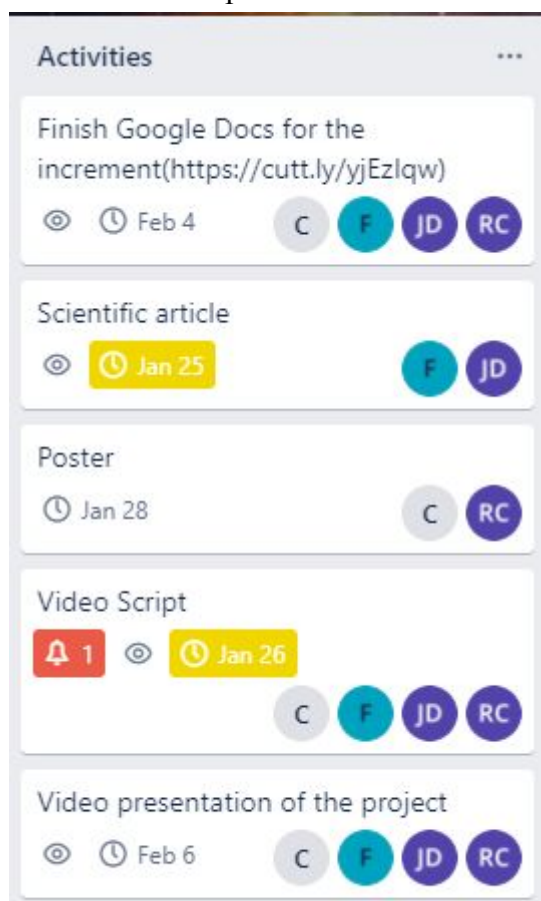 Activities ...
Finish Google Docs for the
increment(https://cutt.ly/yjEzlqw)
Feb 4 C F JD RC
Scientific article
Jan 25 F JD
Poster
Jan 28 C RC
Video Script
1 Jan 26
C F JD RC
Video presentation of the project
Feb 6 C F JD RC